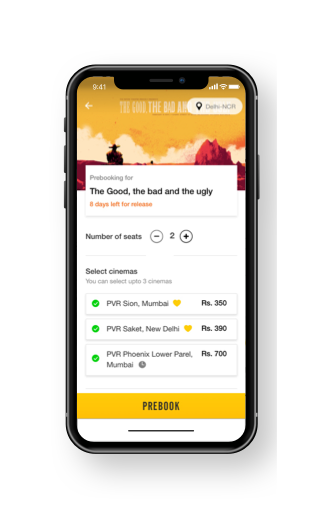 9:41
THE GOOD THE BAD AN
Delhi-NCR
Prebooking for
The Good, the bad and the ugly
8 days left for release
Number of seats
2
Select cinemas
You can select upto 3 cinemas
PVR Sion, Mumbai
Rs. 350
PVR Saket, New Delhi
Rs. 390
PVR Phoenix Lower Parel,
Rs. 700
Mumbai
PREBOOK